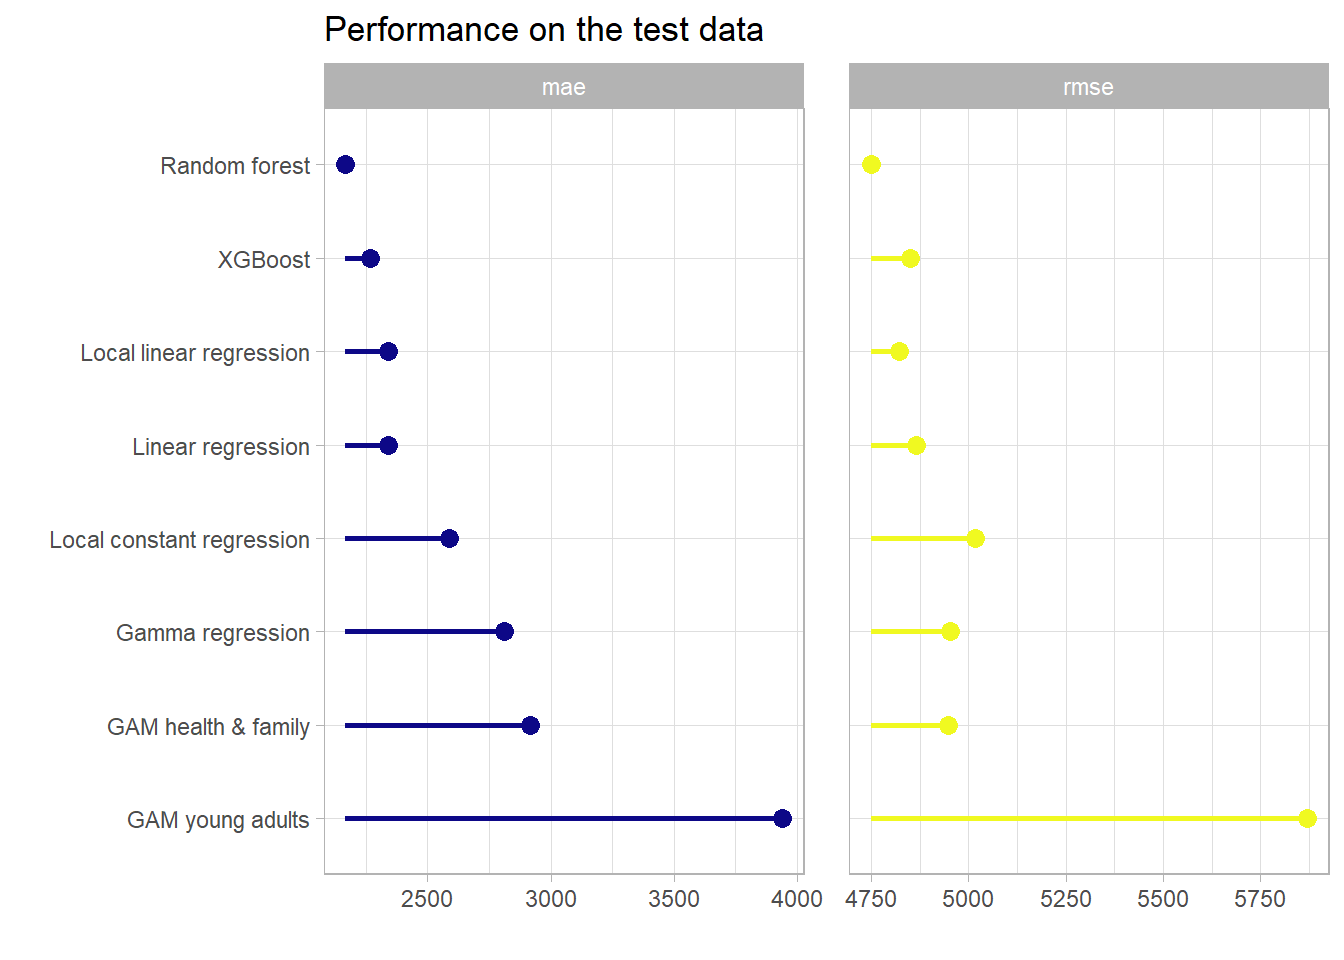 Performance on the test data
mae
rmse
Random forest
XGBoost
Local linear regression
Linear regression
Local constant regression
Gamma regression
GAM health & family
GAM young adults
2500 3000 3500 4000 4750 5000 5250 5500 5750